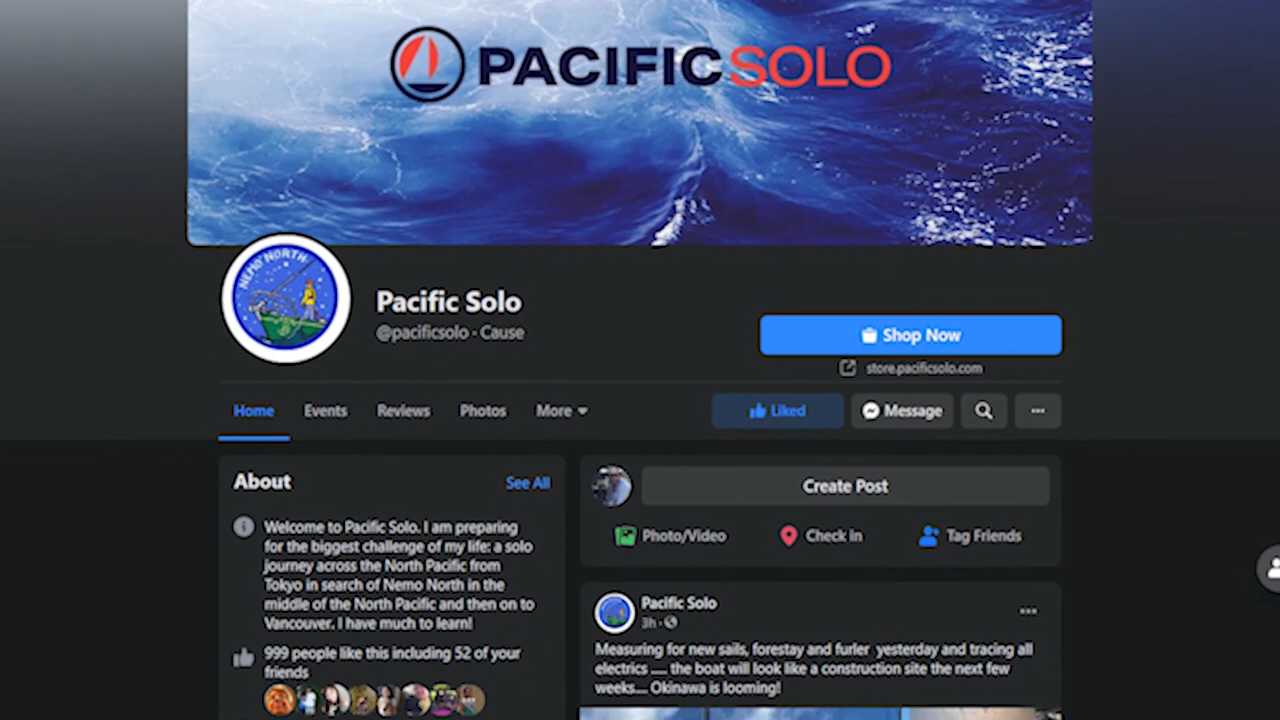 PACIFICSOLO
NEMO NORTH
Pacific Solo
@pacificsolo · Cause
Shop Now
store.pacificsolo.com
Home Events Reviews Photos More
Liked Message
About See All
Welcome to Pacific Solo. I am preparing
for the biggest challenge of my life: a solo
journey across the North Pacific from
Tokyo in search of Nemo North in the
middle of the North Pacific and then on to
Vancouver. I have much to learn!
999 people like this including 52 of your
friends
Create Post
Photo/Video Check in Tag Friends
Pacific Solo
3h ·
Measuring for new sails, forestay and furler yesterday and tracing all
electrics .... the boat will look like a construction site the next few
weeks.... Okinawa is looming!